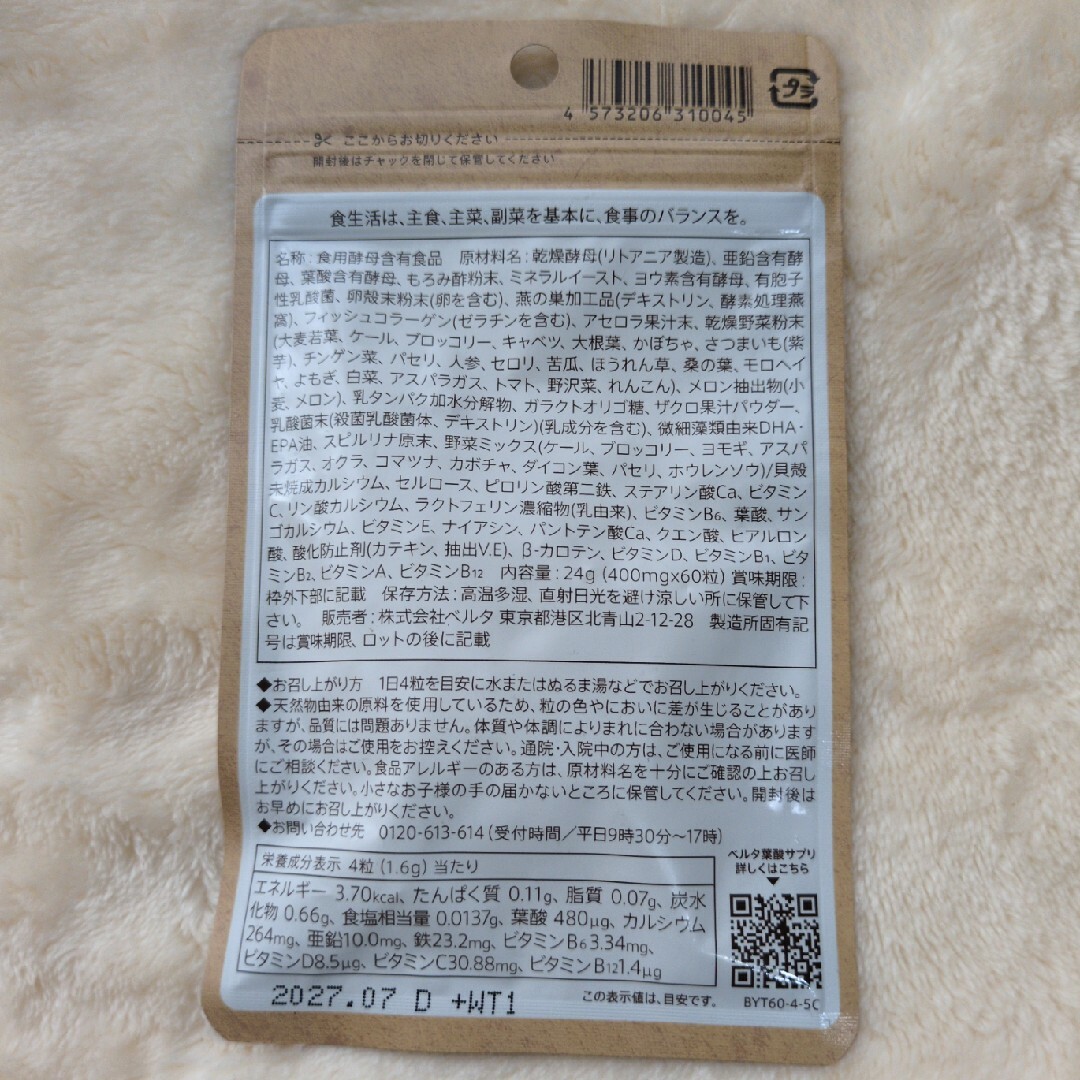 4 573206 310045
プラ
ここからお切りください
開封後はチャックを閉じて保管してください
食生活は、主食、主菜、副菜を基本に、食事のバランスを。
名称：食用酵母含有食品　原材料名：乾燥酵母(リトアニア製造)、亜鉛含有酵
母、葉酸含有酵母、もろみ酢粉末、ミネラルイースト、ヨウ素含有酵母、有胞子
性乳酸菌、卵殻末粉末(卵を含む)、燕の巣加工品(デキストリン、酵素処理燕
窩)、フィッシュコラーゲン(ゼラチンを含む)、アセロラ果汁末、乾燥野菜粉末
(大麦若葉、ケール、ブロッコリー、キャベツ、大根葉、かぼちゃ、さつまいも(紫
芋)、チンゲン菜、パセリ、人参、セロリ、苦瓜、ほうれん草、桑の葉、モロヘイ
ヤ、よもぎ、白菜、アスパラガス、トマト、野沢菜、れんこん)、メロン抽出物(小
麦、メロン)、乳タンパク加水分解物、ガラクトオリゴ糖、ザクロ果汁パウダー、
乳酸菌末(殺菌乳酸菌体、デキストリン)(乳成分を含む)、微細藻類由来DHA・
EPA油、スピルリナ原末、野菜ミックス(ケール、ブロッコリー、ヨモギ、アスパ
ラガス、オクラ、コマツナ、カボチャ、ダイコン葉、パセリ、ホウレンソウ)/貝殻
未焼成カルシウム、セルロース、ピロリン酸第二鉄、ステアリン酸Ca、ビタミン
C、リン酸カルシウム、ラクトフェリン濃縮物(乳由来)、ビタミンB6、葉酸、サン
ゴカルシウム、ビタミンE、ナイアシン、パントテン酸Ca、クエン酸、ヒアルロン
酸、酸化防止剤(カテキン、抽出V.E)、β-カロテン、ビタミンD、ビタミンB1、ビタ
ミンB2、ビタミンA、ビタミンB12　内容量：24g (400mg×60粒) 賞味期限：
枠外下部に記載　保存方法：高温多湿、直射日光を避け涼しい所に保管して下
さい。　販売者：株式会社ベルタ 東京都港区北青山2-12-28　製造所固有記
号は賞味期限、ロットの後に記載
◆お召し上がり方　1日4粒を目安に水またはぬるま湯などでお召し上がりください。
◆天然物由来の原料を使用しているため、粒の色やにおいに差が生じることがあり
ますが、品質には問題ありません。体質や体調によりまれに合わない場合があります
が、その場合はご使用をお控えください。通院・入院中の方は、ご使用になる前に医師
にご相談ください。食品アレルギーのある方は、原材料名を十分にご確認の上お召し
上がりください。小さなお子様の手の届かないところに保管してください。開封後は
お早めにお召し上がりください。
◆お問い合わせ先　0120-613-614 (受付時間／平日9時30分～17時)
栄養成分表示 4粒 (1.6g) 当たり
エネルギー 3.70kcal、たんぱく質 0.11g、脂質 0.07g、炭水
化物 0.66g、食塩相当量 0.0137g、葉酸 480μg、カルシウム
264mg、亜鉛10.0mg、鉄23.2mg、ビタミンB6 3.34mg、
ビタミンD8.5μg、ビタミンC30.88mg、ビタミンB12 1.4μg
この表示値は、目安です。
ベルタ葉酸サプリ
詳しくはこちら
BYT60-4-5C
2027.07 D +WT1